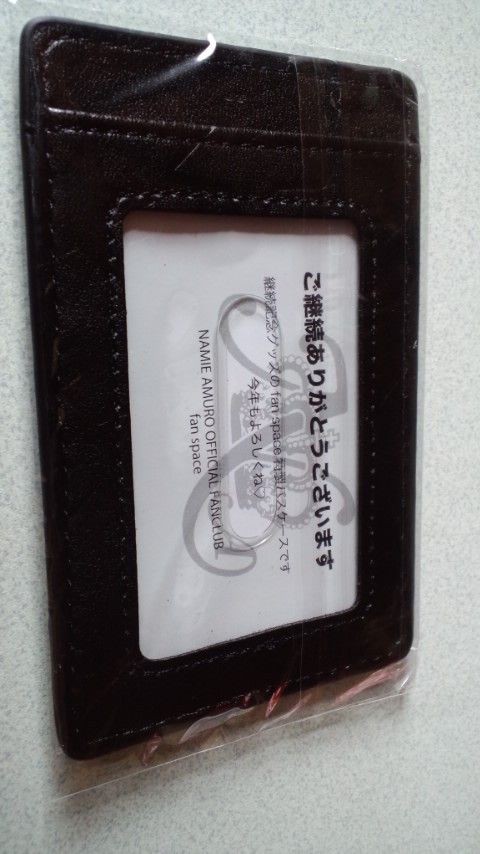 ご継続ありがとうございます
継続記念グッズの fan space 特製パスケースです
今年もよろしくね♡
NAMIE AMURO OFFICIAL FANCLUB
fan space